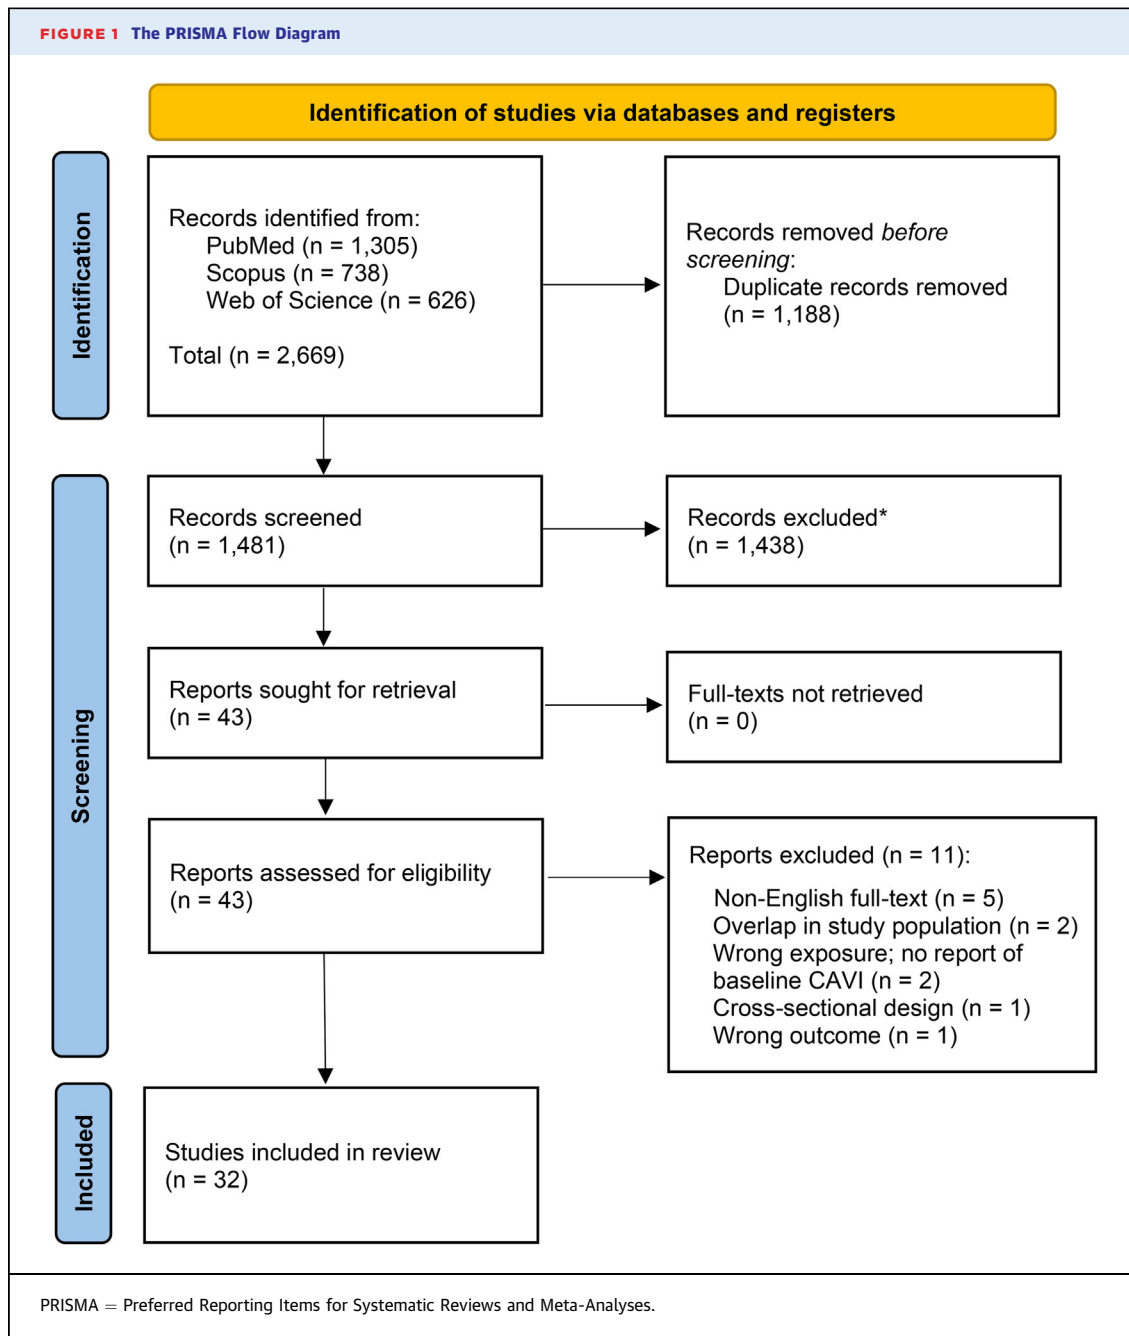 FIGURE 1 The PRISMA Flow Diagram
Identification of studies via databases and registers
Identification
Records identified from:
PubMed (n = 1,305)
Scopus (n = 738)
Web of Science (n = 626)
Total (n = 2,669)
Records removed before
screening:
Duplicate records removed
(n = 1,188)
Screening
Records screened
(n = 1,481)
Records excluded*
(n = 1,438)
Reports sought for retrieval
(n = 43)
Full-texts not retrieved
(n = 0)
Reports assessed for eligibility
(n = 43)
Reports excluded (n = 11):
Non-English full-text (n = 5)
Overlap in study population (n = 2)
Wrong exposure; no report of
baseline CAVI (n = 2)
Cross-sectional design (n = 1)
Wrong outcome (n = 1)
Included
Studies included in review
(n = 32)
PRISMA = Preferred Reporting Items for Systematic Reviews and Meta-Analyses.